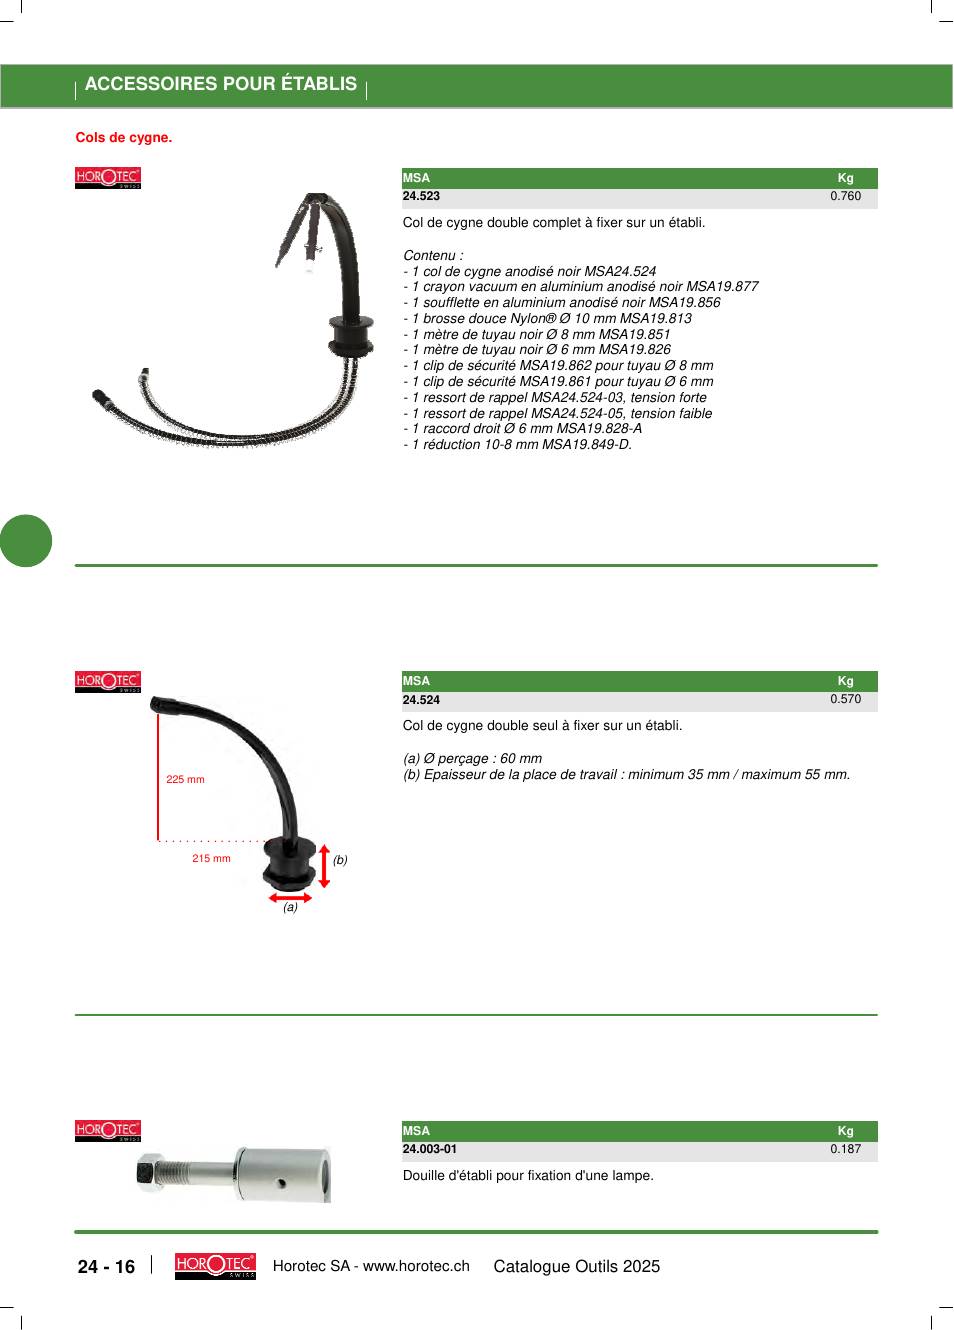 ACCESSOIRES POUR ÉTABLIS
Cols de cygne.
HOROTEC®
SWISS
MSA Kg
24.523 0.760
Col de cygne double complet à fixer sur un établi.
Contenu :
- 1 col de cygne anodisé noir MSA24.524
- 1 crayon vacuum en aluminium anodisé noir MSA19.877
- 1 soufflette en aluminium anodisé noir MSA19.856
- 1 brosse douce Nylon® Ø 10 mm MSA19.813
- 1 mètre de tuyau noir Ø 8 mm MSA19.851
- 1 mètre de tuyau noir Ø 6 mm MSA19.826
- 1 clip de sécurité MSA19.862 pour tuyau Ø 8 mm
- 1 clip de sécurité MSA19.861 pour tuyau Ø 6 mm
- 1 ressort de rappel MSA24.524-03, tension forte
- 1 ressort de rappel MSA24.524-05, tension faible
- 1 raccord droit Ø 6 mm MSA19.828-A
- 1 réduction 10-8 mm MSA19.849-D.
HOROTEC®
SWISS
MSA Kg
24.524 0.570
Col de cygne double seul à fixer sur un établi.
(a) Ø perçage : 60 mm
(b) Epaisseur de la place de travail : minimum 35 mm / maximum 55 mm.
225 mm
215 mm
(b)
(a)
HOROTEC®
SWISS
MSA Kg
24.003-01 0.187
Douille d'établi pour fixation d'une lampe.
24 - 16
HOROTEC®
SWISS
Horotec SA - www.horotec.ch Catalogue Outils 2025